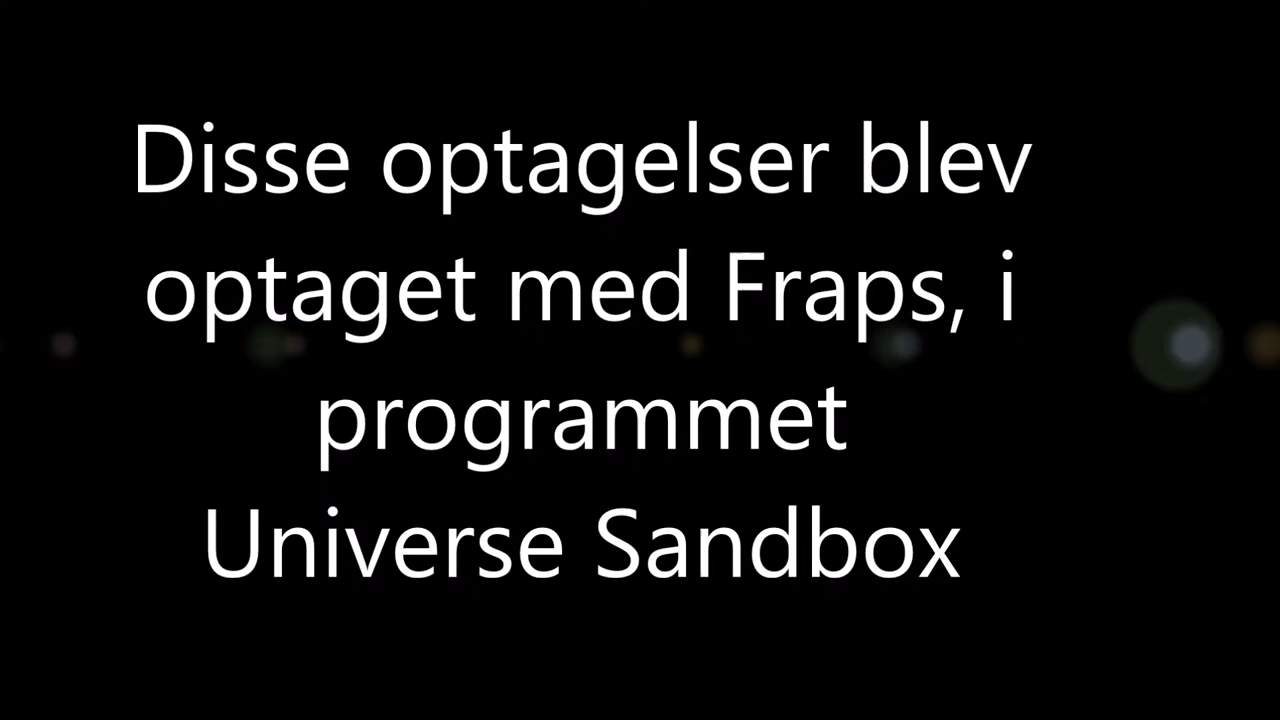 Disse optagelser blev
optaget med Fraps, i
programmet
Universe Sandbox